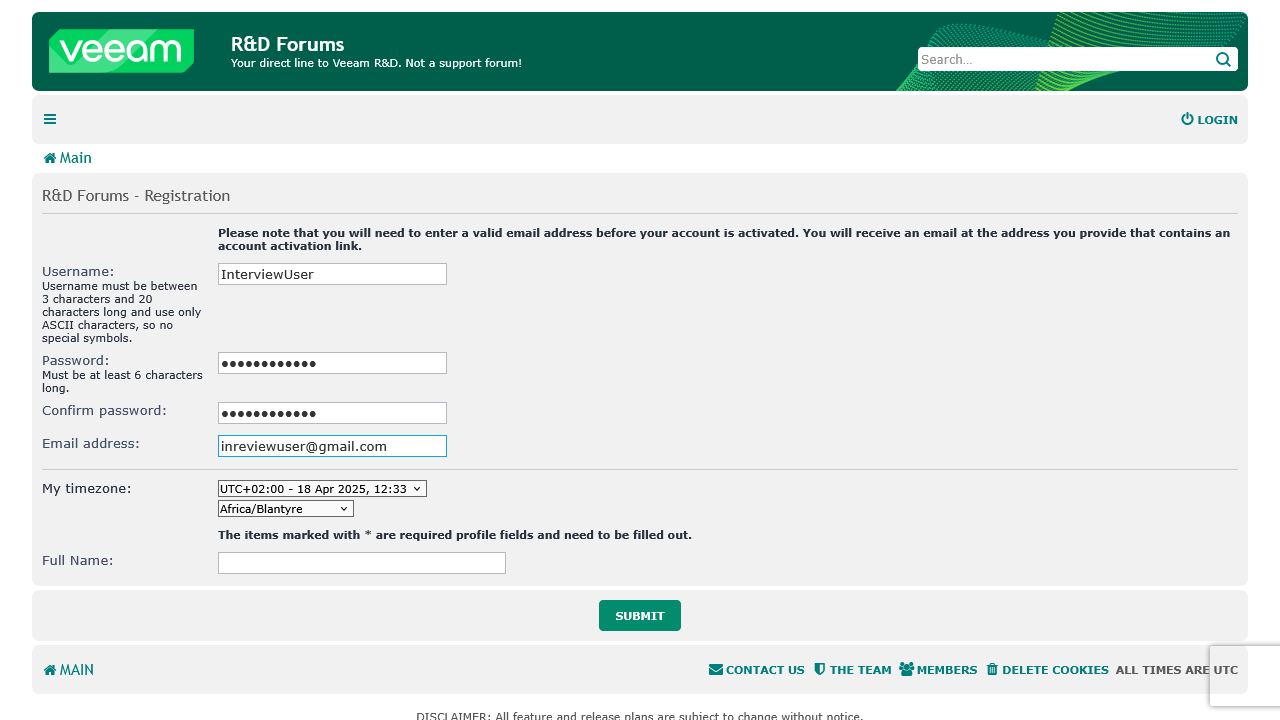 veeam
R&D Forums
Your direct line to Veeam R&D. Not a support forum!
Search…
LOGIN
Main
R&D Forums - Registration
Please note that you will need to enter a valid email address before your account is activated. You will receive an email at the address you provide that contains an
account activation link.
Username:
InterviewUser
Username must be between
3 characters and 20
characters long and use only
ASCII characters, so no
special symbols.
Password:
●●●●●●●●●●●●
Must be at least 6 characters
long.
Confirm password:
●●●●●●●●●●●●
Email address:
inreviewuser@gmail.com
My timezone:
UTC+02:00 - 18 Apr 2025, 12:33
Africa/Blantyre
The items marked with * are required profile fields and need to be filled out.
Full Name:
SUBMIT
MAIN
CONTACT US THE TEAM MEMBERS DELETE COOKIES ALL TIMES ARE UTC
DISCLAIMER: All feature and release plans are subject to change without notice.